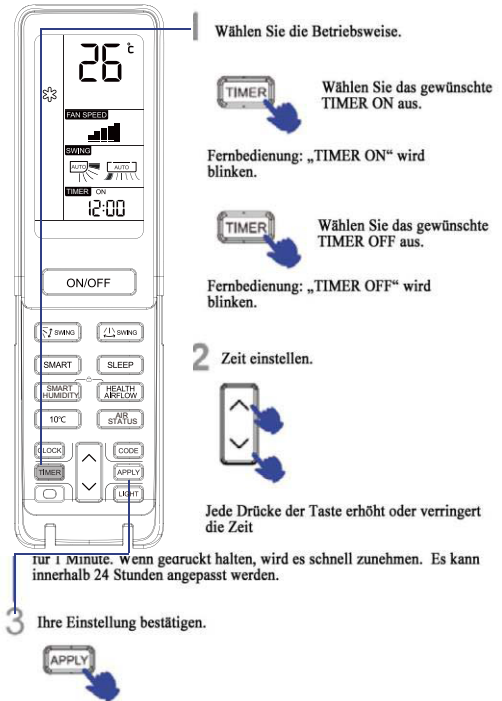 26 °C
FAN SPEED
SWING
AUTO
AUTO
TIMER ON
12:00
ON/OFF
SWING
SWING
SMART
SLEEP
SMART HUMIDITY
HEALTH AIRFLOW
10°C
AIR STATUS
CLOCK
CODE
TIMER
APPLY
LIGHT
1 Wählen Sie die Betriebsweise.
TIMER
Wählen Sie das gewünschte
TIMER ON aus.
Fernbedienung: „TIMER ON“ wird
blinken.
TIMER
Wählen Sie das gewünschte
TIMER OFF aus.
Fernbedienung: „TIMER OFF“ wird
blinken.
2 Zeit einstellen.
Jede Drücke der Taste erhöht oder verringert
die Zeit
für 1 Minute. Wenn gedruckt halten, wird es schnell zunehmen. Es kann
innerhalb 24 Stunden angepasst werden.
3 Ihre Einstellung bestätigen.
APPLY